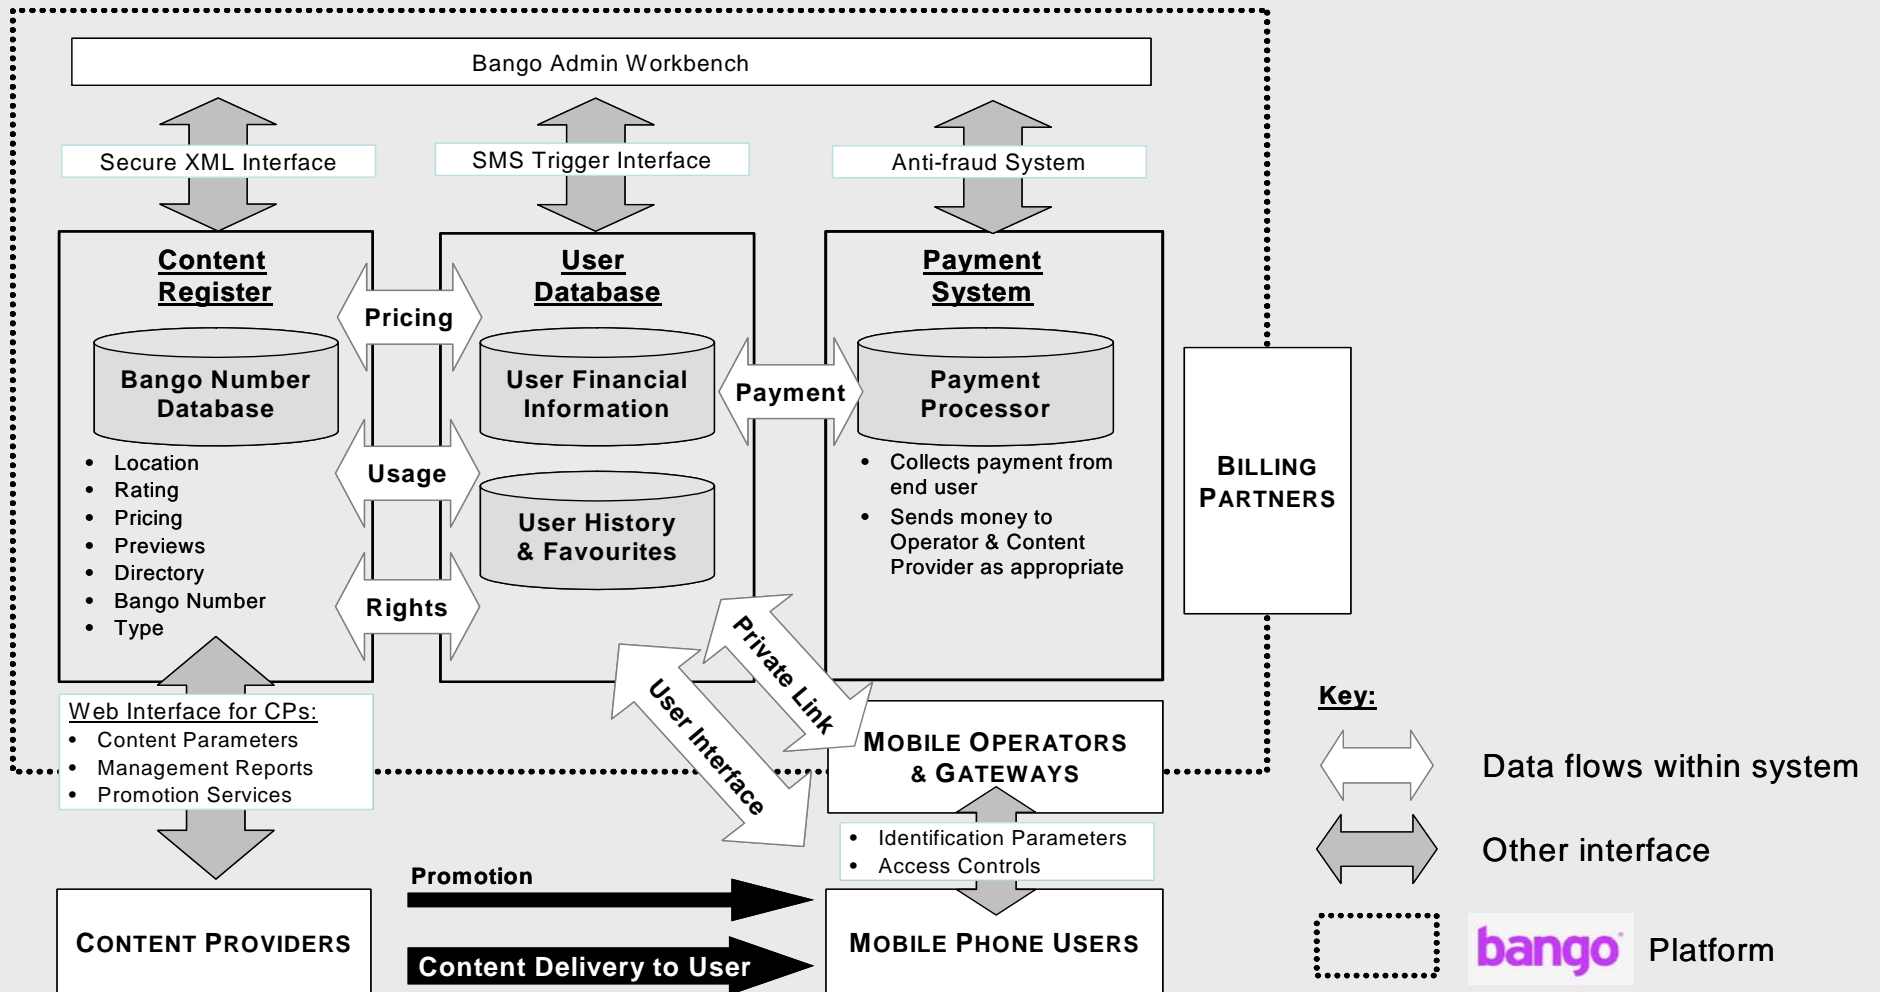 Bango Admin Workbench
Secure XML Interface
SMS Trigger Interface
Anti-fraud System
Content
Register
User
Database
Payment
System
Pricing
Bango Number
Database
User Financial
Information
Payment
Payment
Processor
• Location
• Rating
• Pricing
• Previews
• Directory
• Bango Number
• Type
Usage
User History
& Favourites
Rights
• Collects payment from
end user
• Sends money to
Operator & Content
Provider as appropriate
BILLING
PARTNERS
Private Link
User Interface
Web Interface for CPs:
• Content Parameters
• Management Reports
• Promotion Services
MOBILE OPERATORS
& GATEWAYS
• Identification Parameters
• Access Controls
Promotion
CONTENT PROVIDERS
Content Delivery to User
MOBILE PHONE USERS
Key:
Data flows within system
Other interface
bango Platform